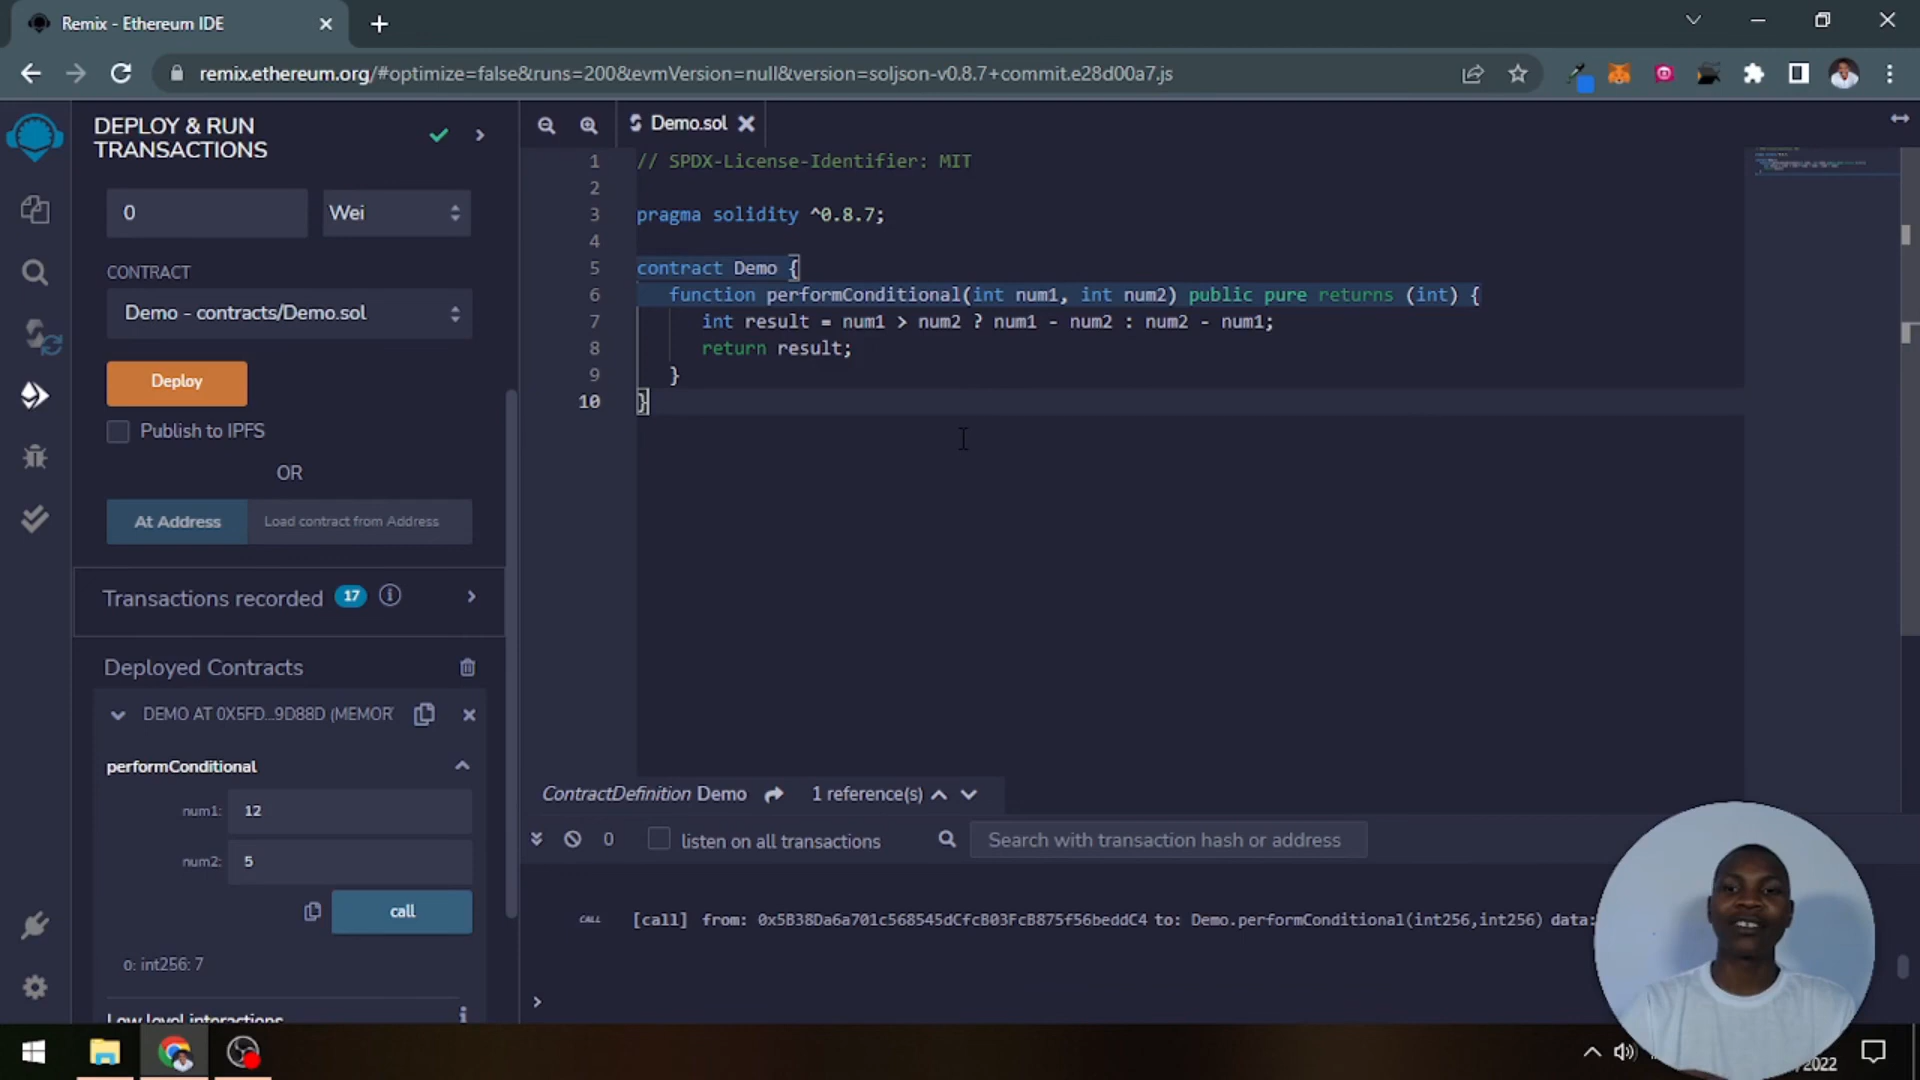 Remix - Ethereum IDE
remix.ethereum.org/#optimize=false&runs=200&evmVersion=null&version=soljson-v0.8.7+commit.e28d00a7.js
DEPLOY & RUN
TRANSACTIONS
0
Wei
CONTRACT
Demo - contracts/Demo.sol
Deploy
Publish to IPFS
OR
At Address
Load contract from Address
Transactions recorded 17
Deployed Contracts
DEMO AT 0X5FD...9D88D (MEMOR
performConditional
num1: 12
num2: 5
call
0: int256: 7
Low level interactions
Demo.sol
1 // SPDX-License-Identifier: MIT
2
3 pragma solidity ^0.8.7;
4
5 contract Demo {
6 function performConditional(int num1, int num2) public pure returns (int) {
7 int result = num1 > num2 ? num1 - num2 : num2 - num1;
8 return result;
9 }
10 }
ContractDefinition Demo 1 reference(s)
0 listen on all transactions Search with transaction hash or address
CALL [call] from: 0x5B38Da6a701c568545dCfcB03FcB875f56beddC4 to: Demo.performConditional(int256,int256) data:
>
2022